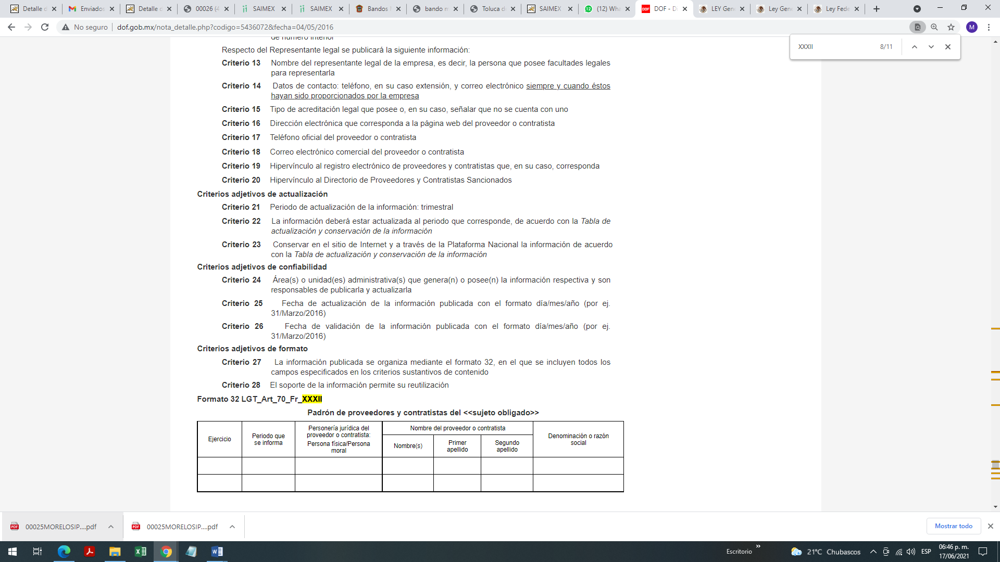 Detalle d
Enviados
Detalle d
00026 (4
SAIMEX
SAIMEX
Bandos M
bando m
Toluca d
SAIMEX
(12) Wha
DOF - Di
LEY Gene
Ley Gene
Ley Fede
No seguro | dof.gob.mx/nota_detalle.php?codigo=5436072&fecha=04/05/2016
M
XXXII 8/11
de número interior
Respecto del Representante legal se publicará la siguiente información:
Criterio 13 Nombre del representante legal de la empresa, es decir, la persona que posee facultades legales
para representarla
Criterio 14 Datos de contacto: teléfono, en su caso extensión, y correo electrónico siempre y cuando éstos
hayan sido proporcionados por la empresa
Criterio 15 Tipo de acreditación legal que posee o, en su caso, señalar que no se cuenta con uno
Criterio 16 Dirección electrónica que corresponda a la página web del proveedor o contratista
Criterio 17 Teléfono oficial del proveedor o contratista
Criterio 18 Correo electrónico comercial del proveedor o contratista
Criterio 19 Hipervínculo al registro electrónico de proveedores y contratistas que, en su caso, corresponda
Criterio 20 Hipervínculo al Directorio de Proveedores y Contratistas Sancionados
Criterios adjetivos de actualización
Criterio 21 Periodo de actualización de la información: trimestral
Criterio 22 La información deberá estar actualizada al periodo que corresponde, de acuerdo con la Tabla de
actualización y conservación de la información
Criterio 23 Conservar en el sitio de Internet y a través de la Plataforma Nacional la información de acuerdo
con la Tabla de actualización y conservación de la información
Criterios adjetivos de confiabilidad
Criterio 24 Área(s) o unidad(es) administrativa(s) que genera(n) o posee(n) la información respectiva y son
responsables de publicarla y actualizarla
Criterio 25 Fecha de actualización de la información publicada con el formato día/mes/año (por ej.
31/Marzo/2016)
Criterio 26 Fecha de validación de la información publicada con el formato día/mes/año (por ej.
31/Marzo/2016)
Criterios adjetivos de formato
Criterio 27 La información publicada se organiza mediante el formato 32, en el que se incluyen todos los
campos especificados en los criterios sustantivos de contenido
Criterio 28 El soporte de la información permite su reutilización
Formato 32 LGT_Art_70_Fr_XXXII
Padrón de proveedores y contratistas del <<sujeto obligado>>
Ejercicio
Periodo que
se informa
Personería jurídica del
proveedor o contratista:
Persona física/Persona
moral
Nombre del proveedor o contratista
Nombre(s)
Primer
apellido
Segundo
apellido
Denominación o razón
social
00025MORELOSIP....pdf
00025MORELOSIP....pdf
Mostrar todo
Escritorio
21°C Chubascos
ESP
06:46 p. m.
17/06/2021